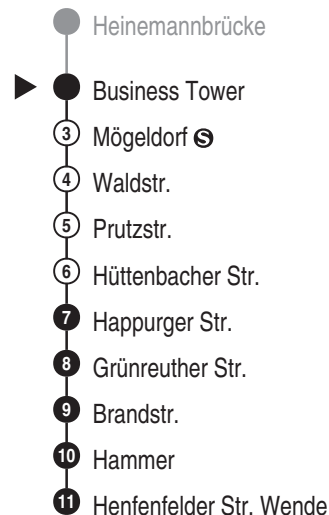 Heinemannbrücke
Business Tower
3 Mögeldorf S
4 Waldstr.
5 Prutzstr.
6 Hüttenbacher Str.
7 Happurger Str.
8 Grünreuther Str.
9 Brandstr.
10 Hammer
11 Henfenfelder Str. Wende